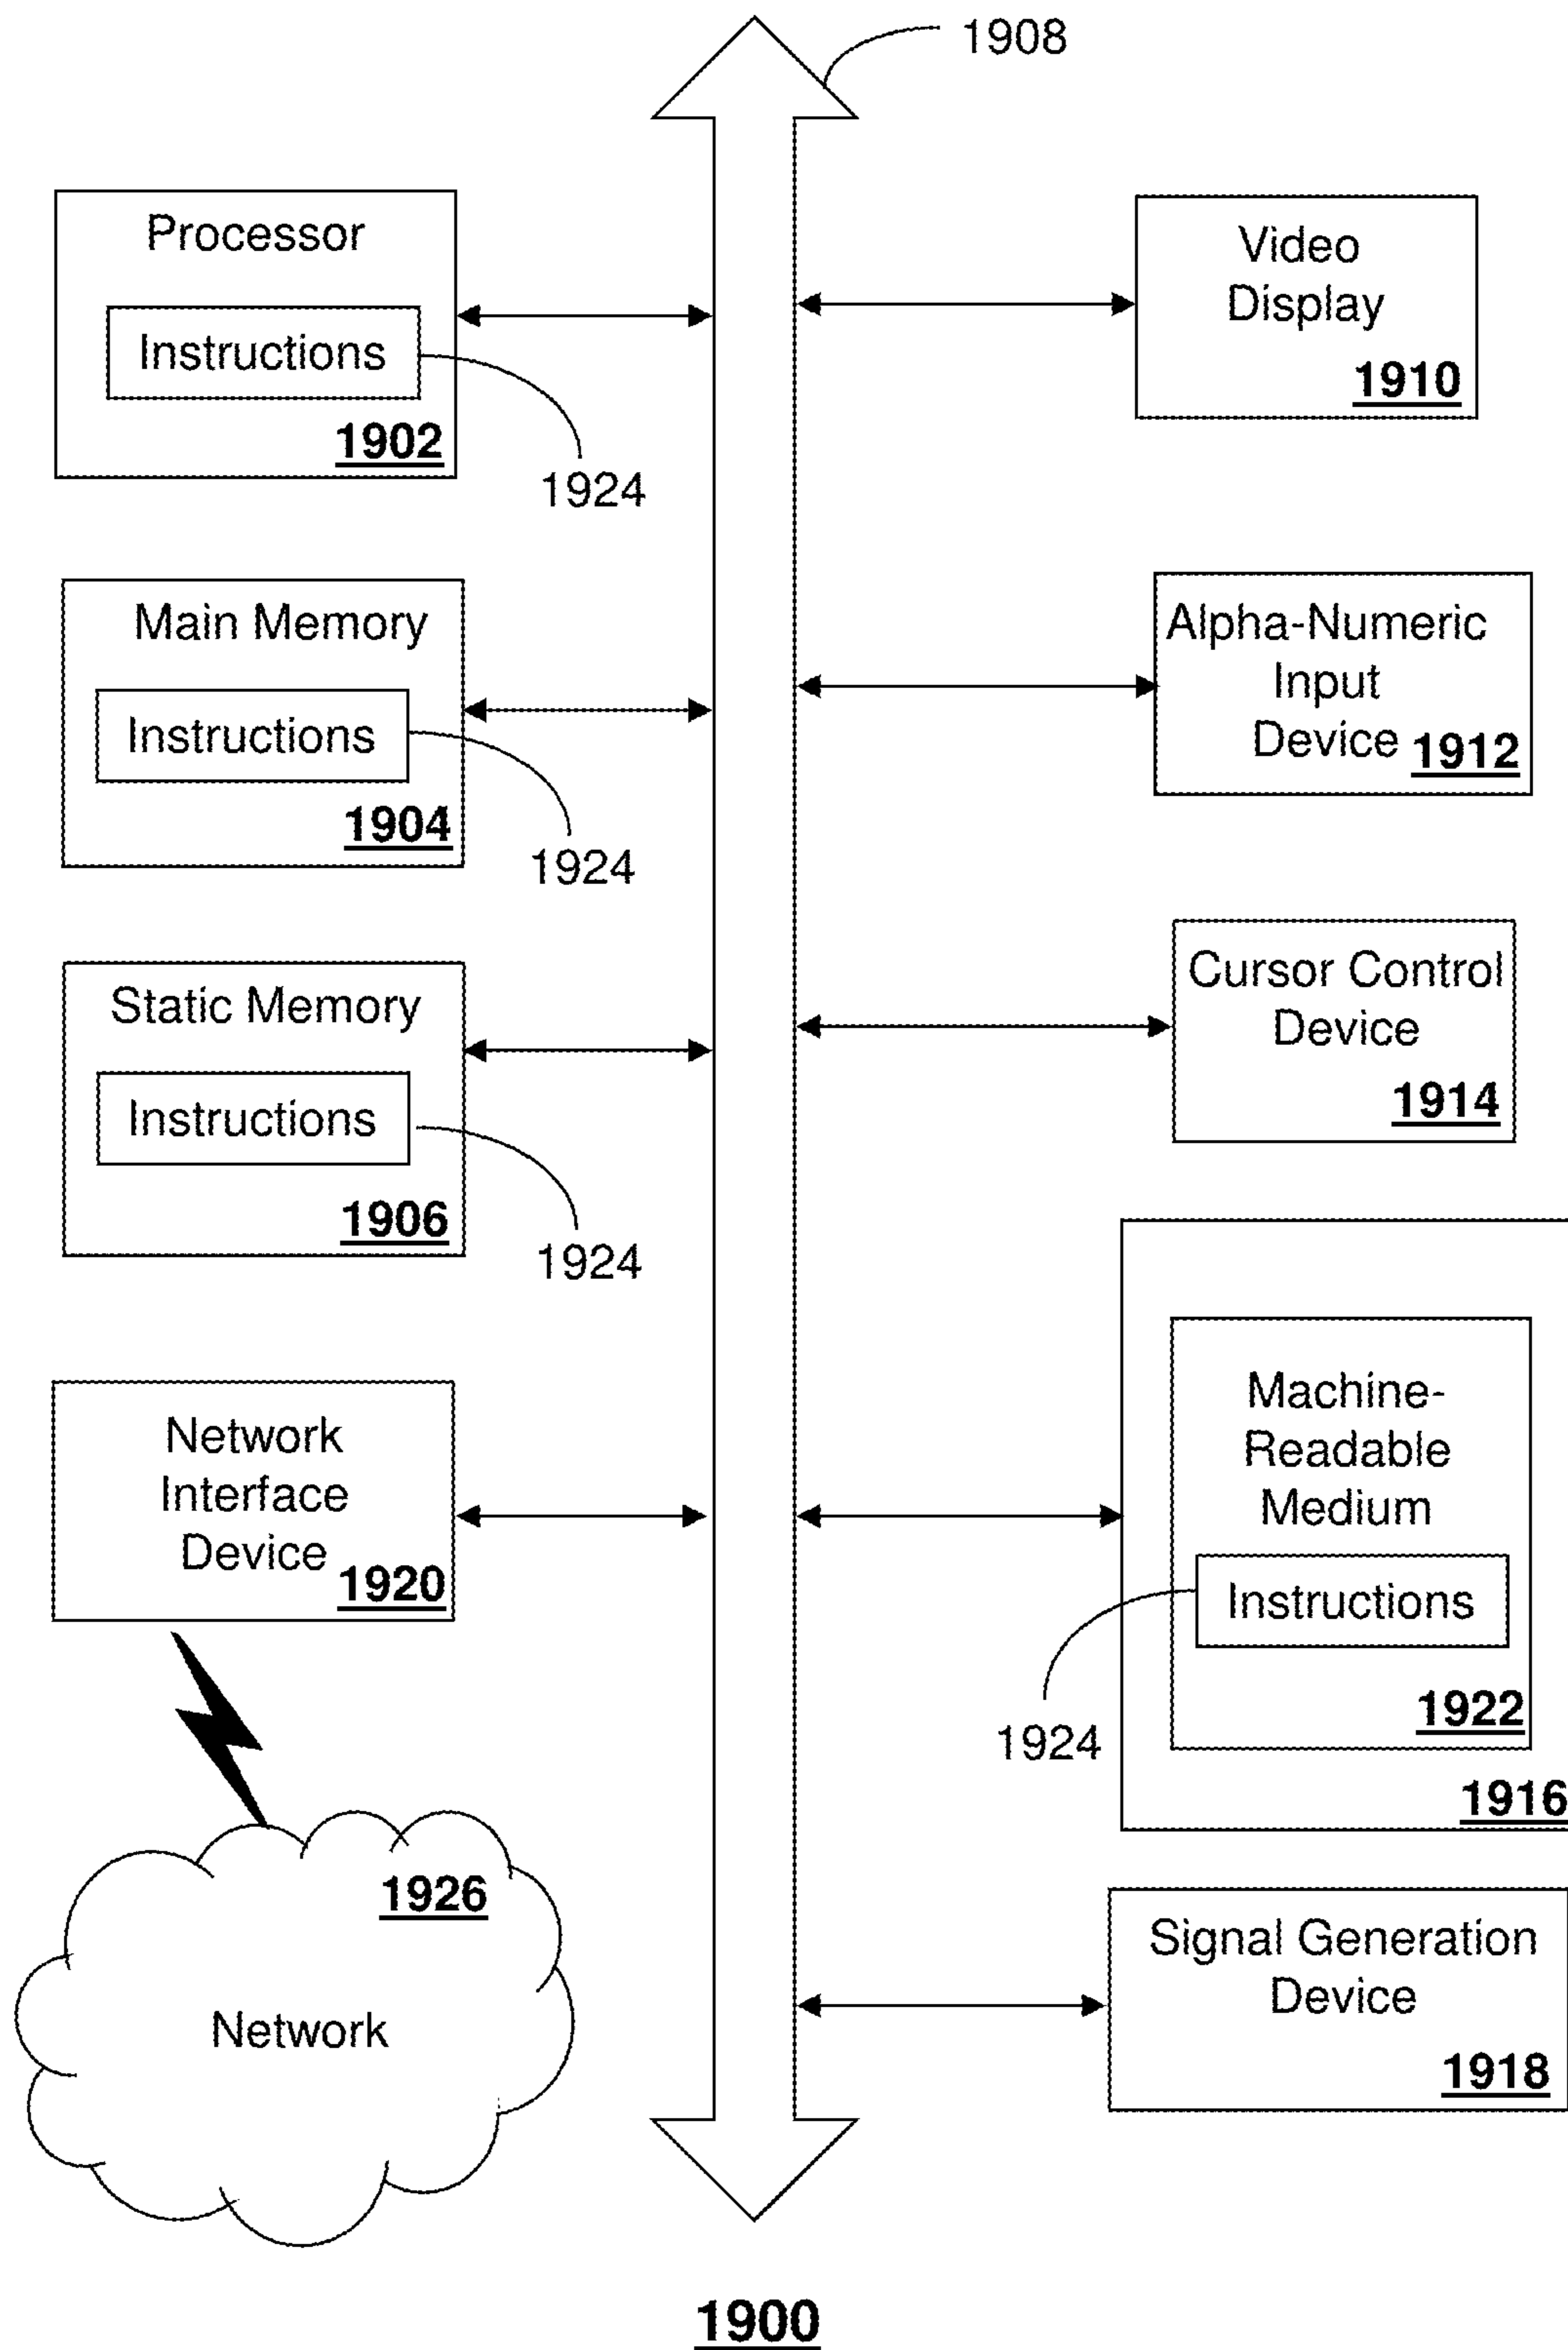 1908
Processor
Instructions
1902
1924
Main Memory
Instructions
1904
1924
Static Memory
Instructions
1906
1924
Network
Interface
Device
1920
1926
Network
Video
Display
1910
Alpha-Numeric
Input
Device 1912
Cursor Control
Device
1914
Machine-
Readable
Medium
Instructions
1922
1924
1916
Signal Generation
Device
1918
1900